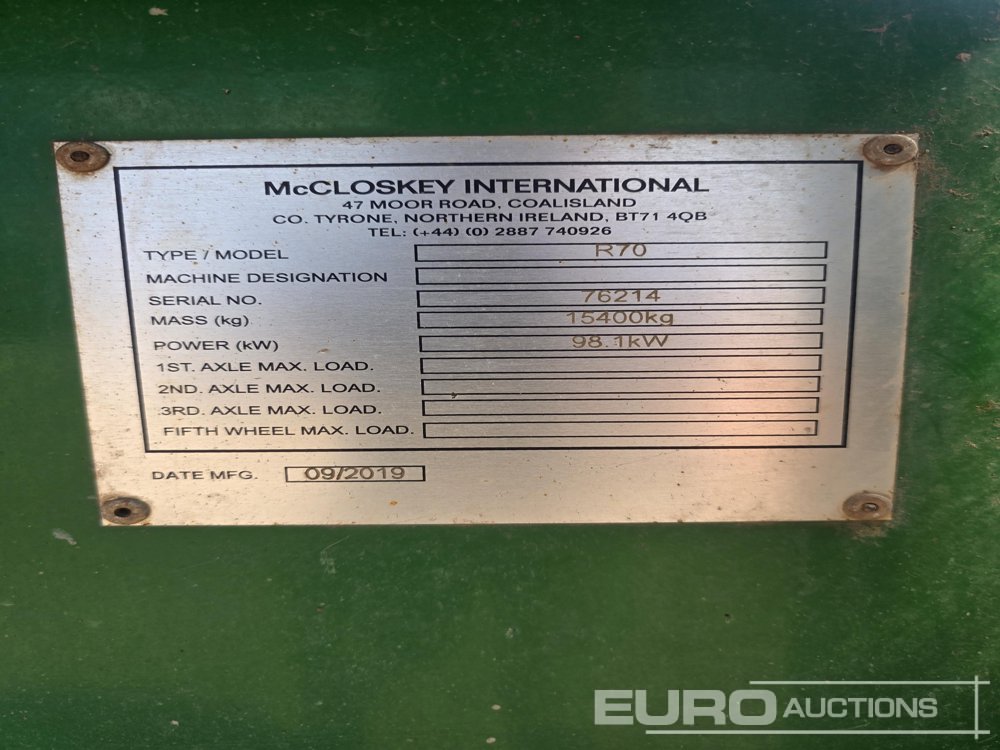 McCLOSKEY INTERNATIONAL
47 MOOR ROAD, COALISLAND
CO. TYRONE, NORTHERN IRELAND, BT71 4QB
TEL: (+44) (0) 2887 740926
TYPE / MODEL R70
MACHINE DESIGNATION
SERIAL NO. 76214
MASS (kg) 15400kg
POWER (kW) 98.1kW
1ST. AXLE MAX. LOAD.
2ND. AXLE MAX. LOAD.
3RD. AXLE MAX. LOAD.
FIFTH WHEEL MAX. LOAD.
DATE MFG. 09/2019
EURO AUCTIONS